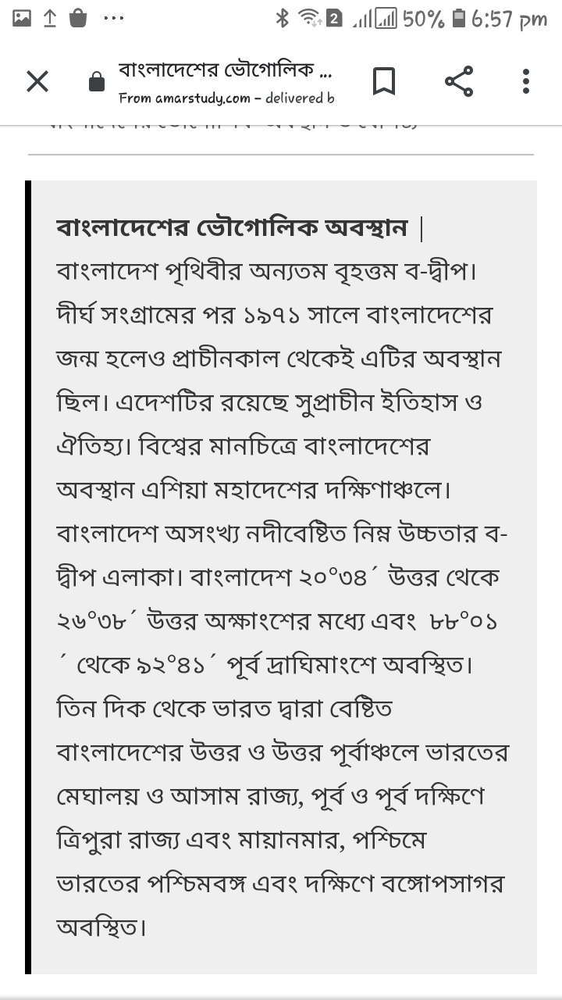 2 50% 6:57 pm
বাংলাদেশের ভৌগোলিক ...
From amarstudy.com – delivered b
বাংলাদেশের ভৌগোলিক অবস্থান |
বাংলাদেশ পৃথিবীর অন্যতম বৃহত্তম ব-দ্বীপ।
দীর্ঘ সংগ্রামের পর ১৯৭১ সালে বাংলাদেশের
জন্ম হলেও প্রাচীনকাল থেকেই এটির অবস্থান
ছিল। এদেশটির রয়েছে সুপ্রাচীন ইতিহাস ও
ঐতিহ্য। বিশ্বের মানচিত্রে বাংলাদেশের
অবস্থান এশিয়া মহাদেশের দক্ষিণাঞ্চলে।
বাংলাদেশ অসংখ্য নদীবেষ্টিত নিম্ন উচ্চতার ব-
দ্বীপ এলাকা। বাংলাদেশ ২০°৩৪´ উত্তর থেকে
২৬°৩৮´ উত্তর অক্ষাংশের মধ্যে এবং ৮৮°০১
´ থেকে ৯২°৪১´ পূর্ব দ্রাঘিমাংশে অবস্থিত।
তিন দিক থেকে ভারত দ্বারা বেষ্টিত
বাংলাদেশের উত্তর ও উত্তর পূর্বাঞ্চলে ভারতের
মেঘালয় ও আসাম রাজ্য, পূর্ব ও পূর্ব দক্ষিণে
ত্রিপুরা রাজ্য এবং মায়ানমার, পশ্চিমে
ভারতের পশ্চিমবঙ্গ এবং দক্ষিণে বঙ্গোপসাগর
অবস্থিত।